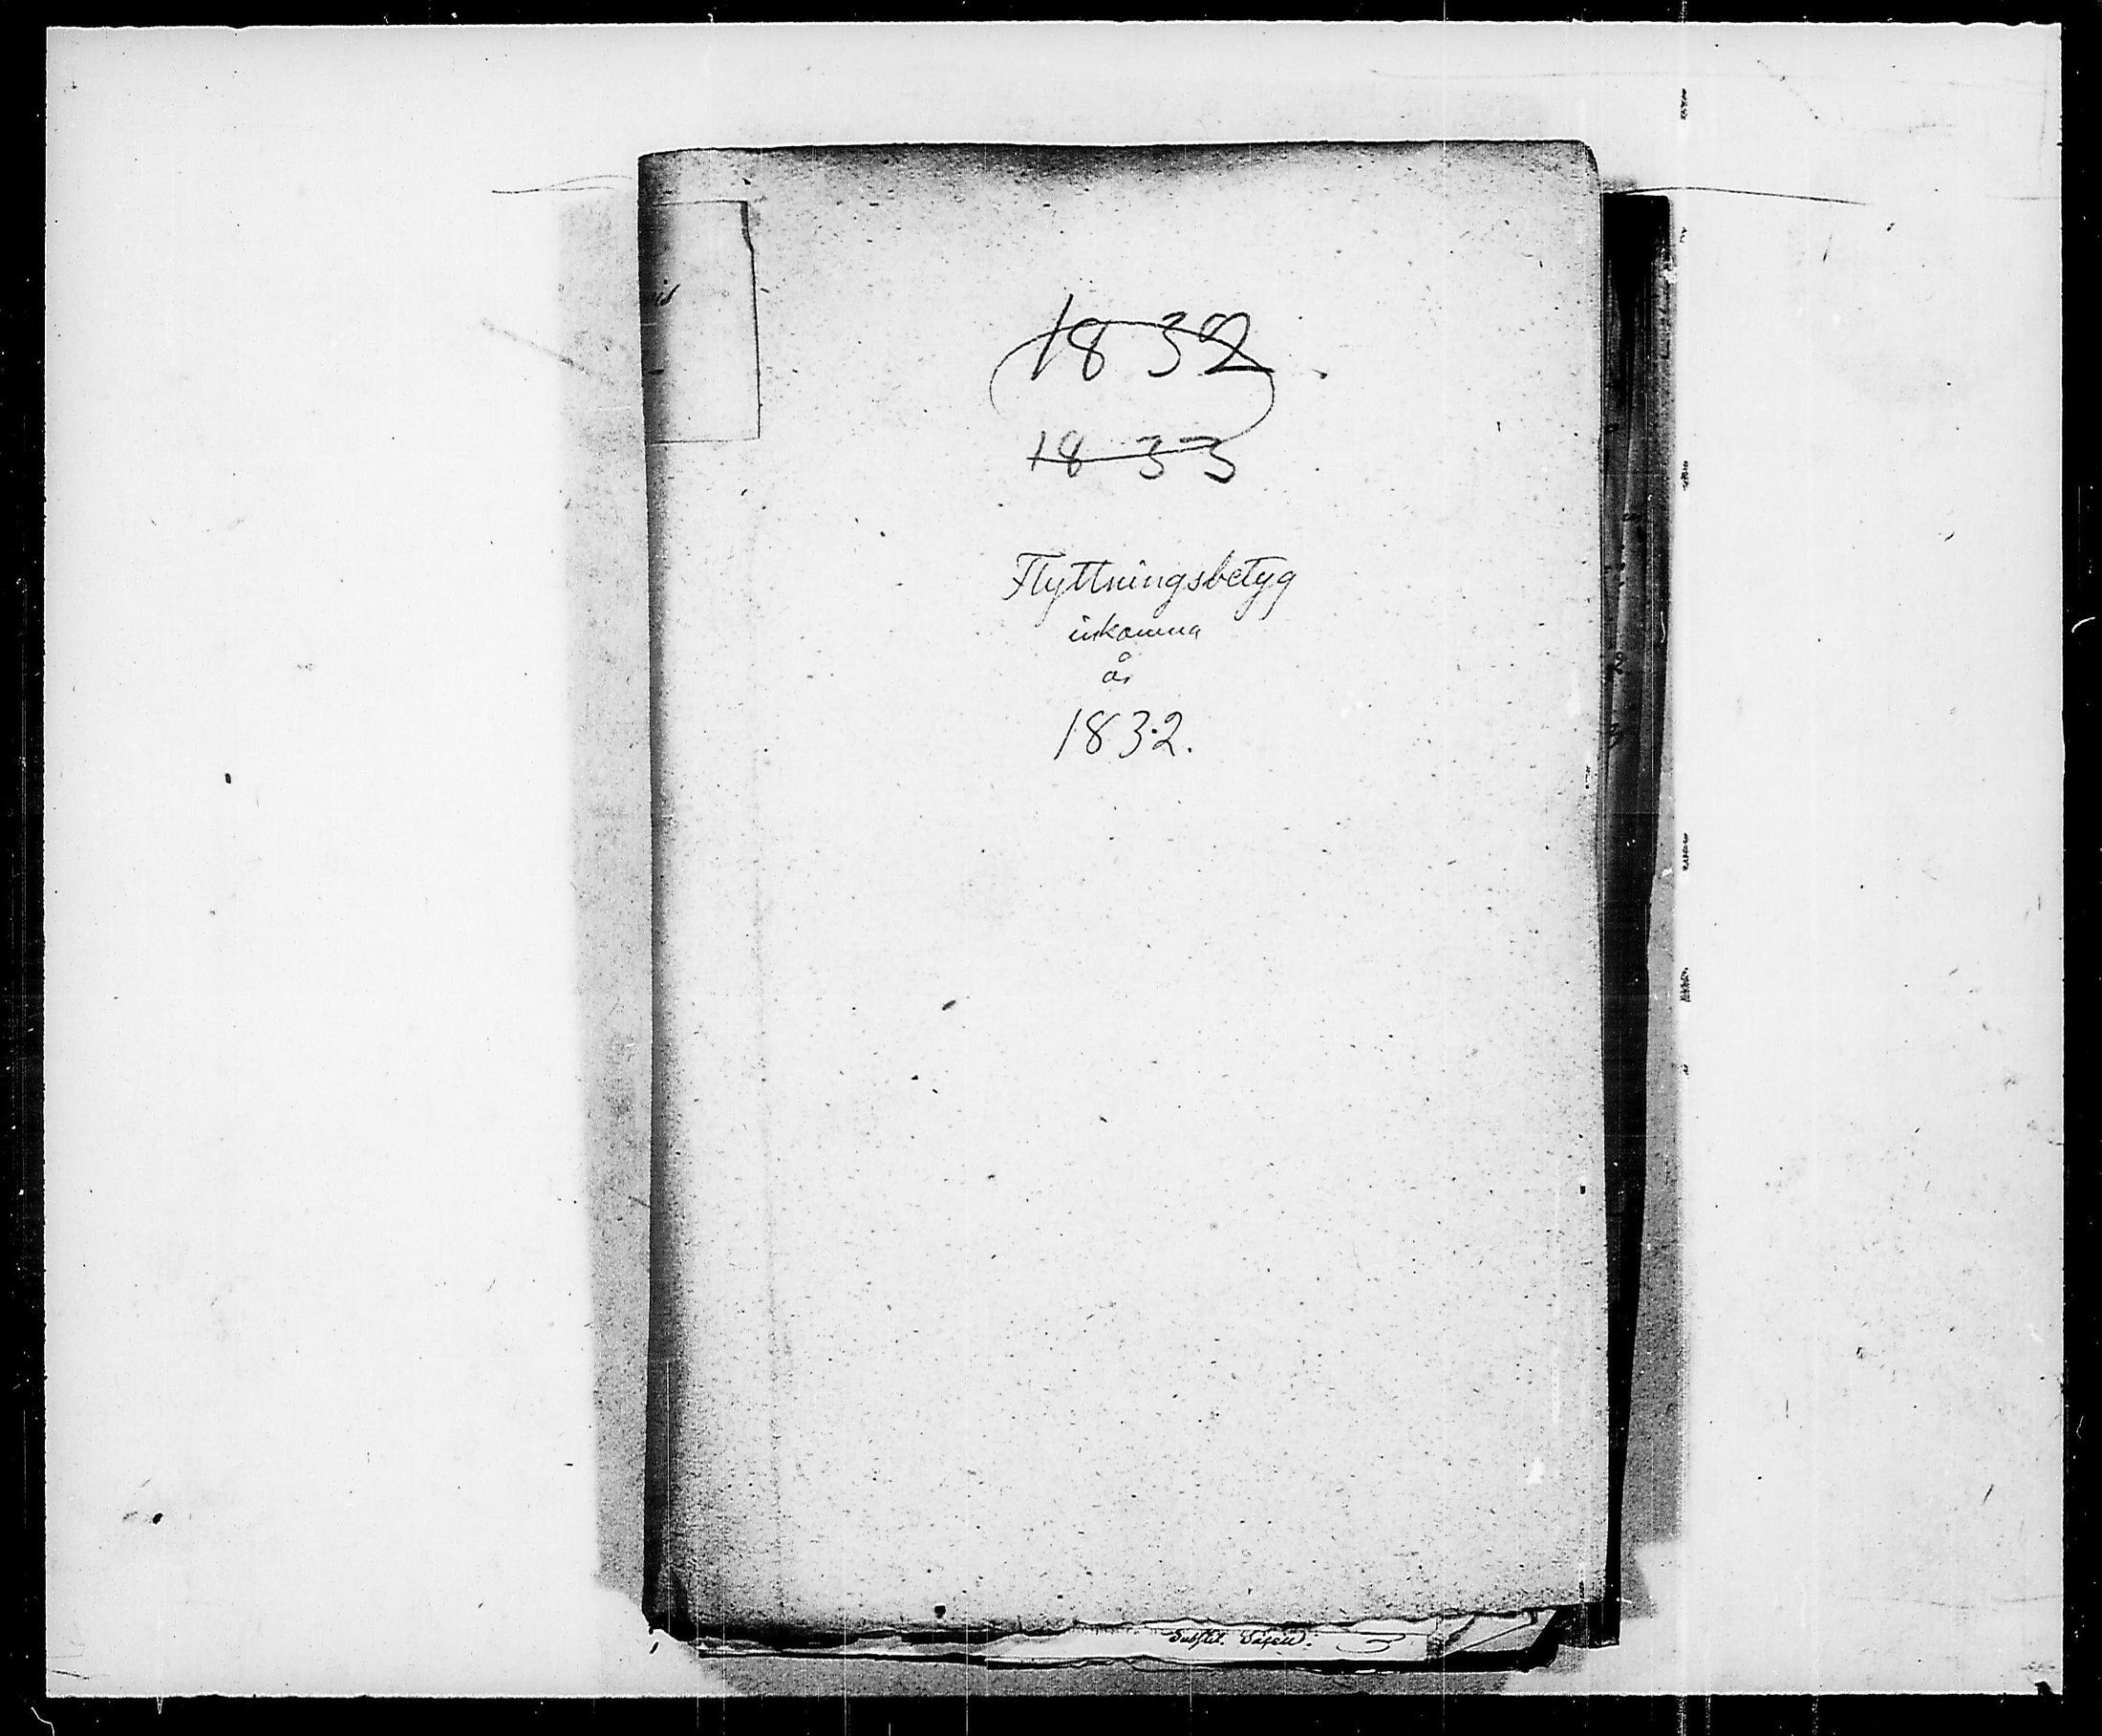 1832
1833
Flyttningsbetyg
inkomna
år
1832.